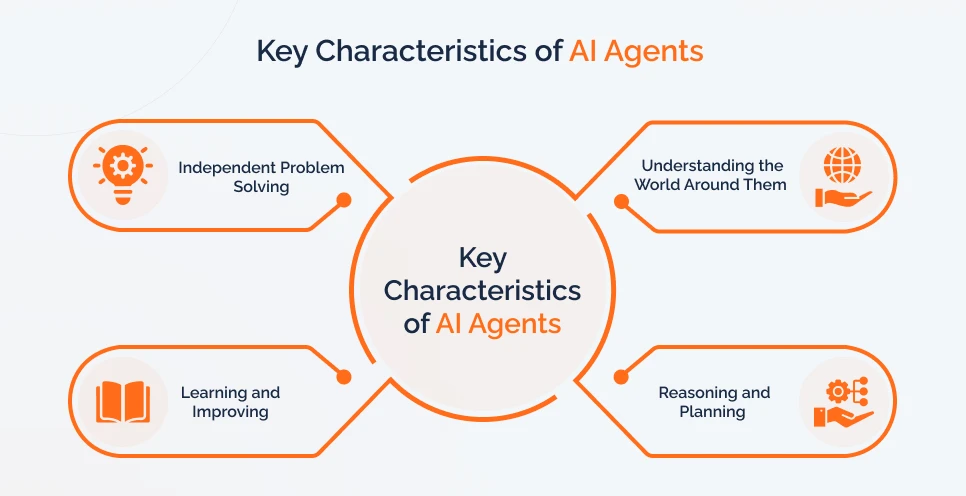 Key Characteristics of AI Agents
Independent Problem
Solving
Understanding the
World Around Them
Key
Characteristics
of AI Agents
Learning and
Improving
Reasoning and
Planning